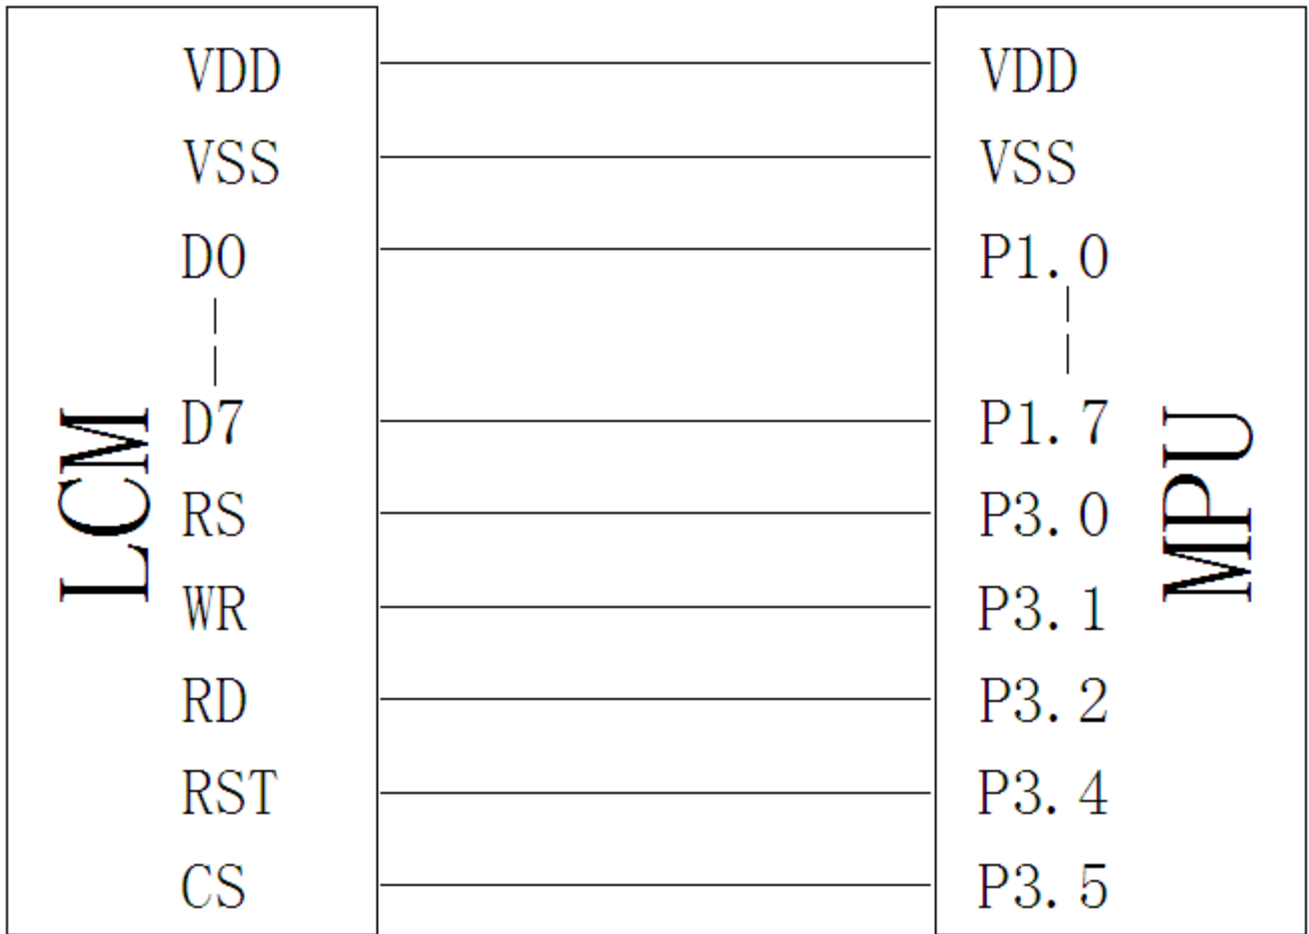 VDD VDD
VSS VSS
D0 P1.0
D7 P1.7
RS P3.0
WR P3.1
RD P3.2
RST P3.4
CS P3.5
LCM
MPU